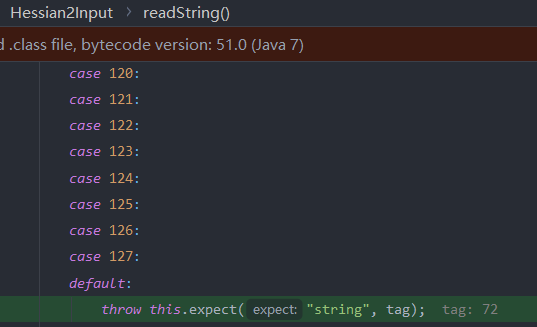 Hessian2Input > readString()
d .class file, bytecode version: 51.0 (Java 7)
case 120:
case 121:
case 122:
case 123:
case 124:
case 125:
case 126:
case 127:
default:
throw this.expect( expect: "string", tag); tag: 72